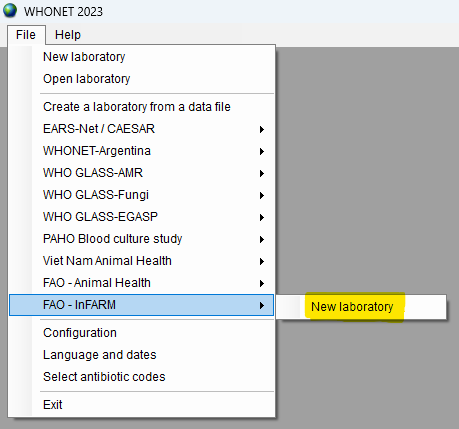 WHONET 2023
File Help
New laboratory
Open laboratory
Create a laboratory from a data file
EARS-Net / CAESAR
WHONET-Argentina
WHO GLASS-AMR
WHO GLASS-Fungi
WHO GLASS-EGASP
PAHO Blood culture study
Viet Nam Animal Health
FAO - Animal Health
FAO - InFARM
New laboratory
Configuration
Language and dates
Select antibiotic codes
Exit